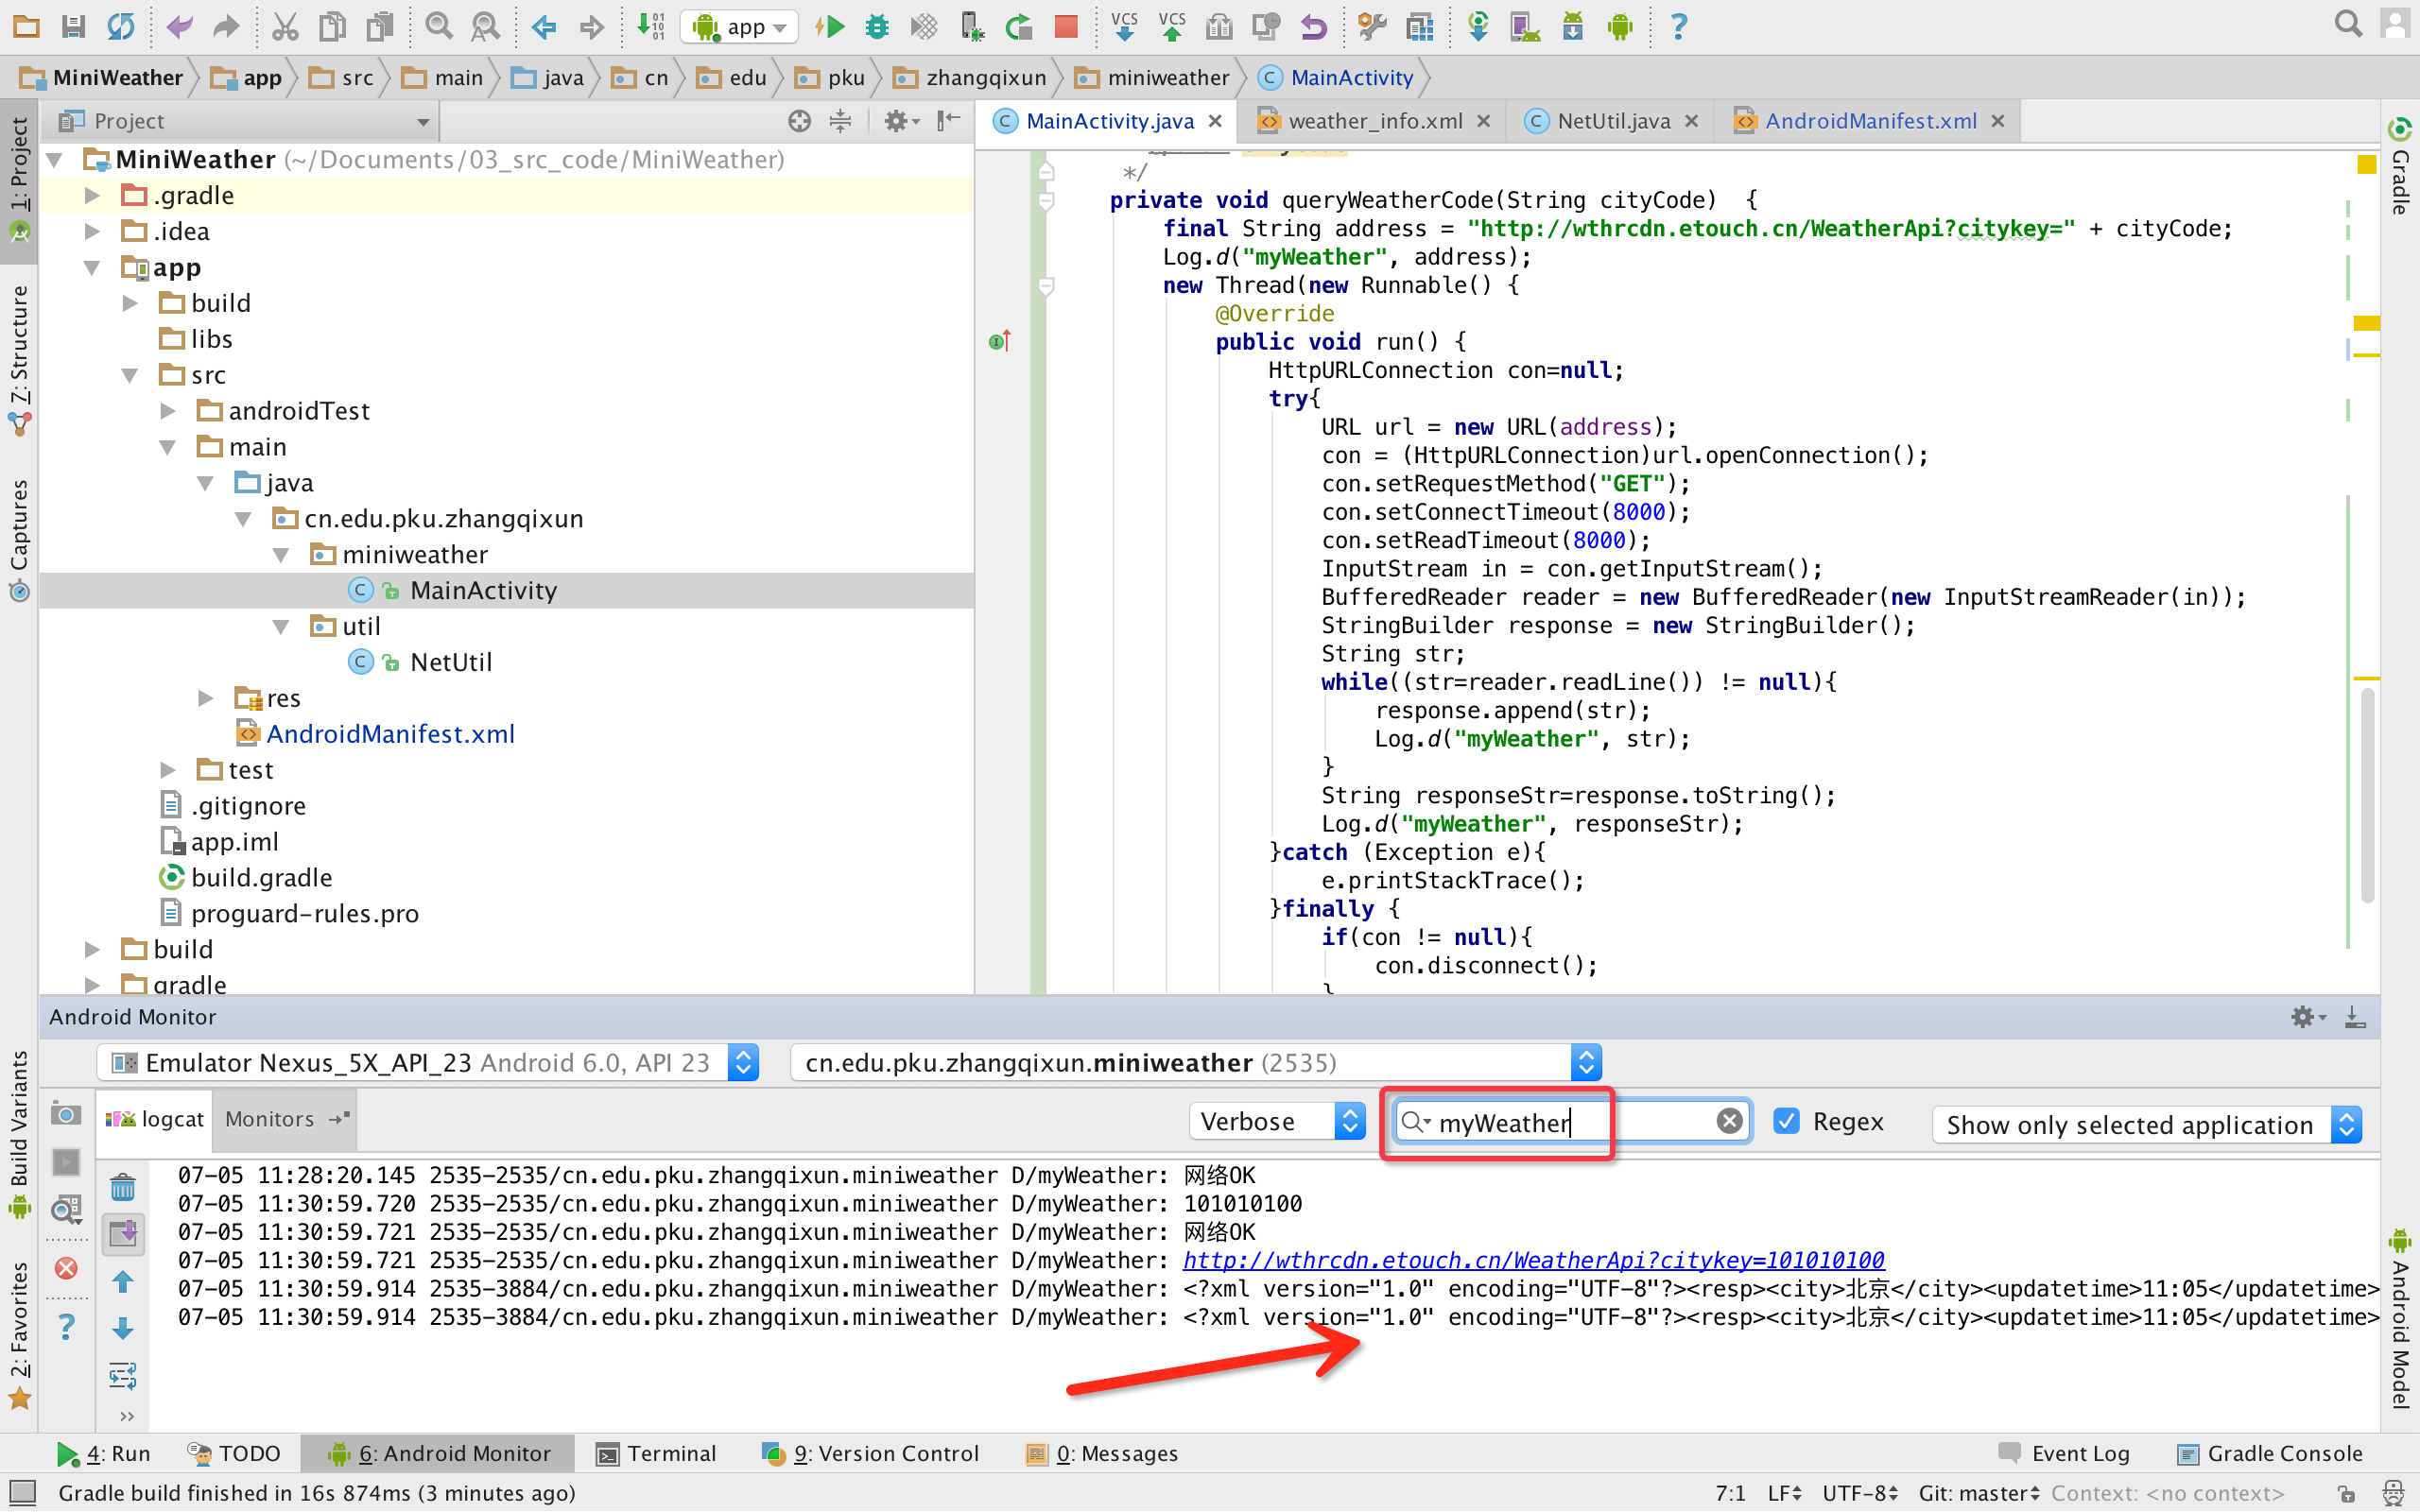 app
VCS
VCS
MiniWeather
app
src
main
java
cn
edu
pku
zhangqixun
miniweather
MainActivity
1: Project
Z: Structure
Captures
Build Variants
2: Favorites
Project
MiniWeather (~/Documents/03_src_code/MiniWeather)
.gradle
.idea
app
build
libs
src
androidTest
main
java
cn.edu.pku.zhangqixun
miniweather
MainActivity
util
NetUtil
res
AndroidManifest.xml
test
.gitignore
app.iml
build.gradle
proguard-rules.pro
build
gradle
MainActivity.java
weather_info.xml
NetUtil.java
AndroidManifest.xml
*/
private void queryWeatherCode(String cityCode)  {
final String address = "http://wthrcdn.etouch.cn/WeatherApi?citykey=" + cityCode;
Log.d("myWeather", address);
new Thread(new Runnable() {
@Override
public void run() {
HttpURLConnection con=null;
try{
URL url = new URL(address);
con = (HttpURLConnection)url.openConnection();
con.setRequestMethod("GET");
con.setConnectTimeout(8000);
con.setReadTimeout(8000);
InputStream in = con.getInputStream();
BufferedReader reader = new BufferedReader(new InputStreamReader(in));
StringBuilder response = new StringBuilder();
String str;
while((str=reader.readLine()) != null){
response.append(str);
Log.d("myWeather", str);
}
String responseStr=response.toString();
Log.d("myWeather", responseStr);
}catch (Exception e){
e.printStackTrace();
}finally {
if(con != null){
con.disconnect();
}
Gradle
Android Model
Android Monitor
Emulator Nexus_5X_API_23 Android 6.0, API 23
cn.edu.pku.zhangqixun.miniweather (2535)
logcat
Monitors
Verbose
myWeather
Regex
Show only selected application
07-05 11:28:20.145 2535-2535/cn.edu.pku.zhangqixun.miniweather D/myWeather: 网络OK
07-05 11:30:59.720 2535-2535/cn.edu.pku.zhangqixun.miniweather D/myWeather: 101010100
07-05 11:30:59.721 2535-2535/cn.edu.pku.zhangqixun.miniweather D/myWeather: 网络OK
07-05 11:30:59.721 2535-2535/cn.edu.pku.zhangqixun.miniweather D/myWeather: http://wthrcdn.etouch.cn/WeatherApi?citykey=101010100
07-05 11:30:59.914 2535-3884/cn.edu.pku.zhangqixun.miniweather D/myWeather: <?xml version="1.0" encoding="UTF-8"?><resp><city>北京</city><updatetime>11:05</updatetime>
07-05 11:30:59.914 2535-3884/cn.edu.pku.zhangqixun.miniweather D/myWeather: <?xml version="1.0" encoding="UTF-8"?><resp><city>北京</city><updatetime>11:05</updatetime>
4: Run
TODO
6: Android Monitor
Terminal
9: Version Control
0: Messages
Event Log
Gradle Console
Gradle build finished in 16s 874ms (3 minutes ago)
7:1
LF
UTF-8
Git: master
Context: <no context>